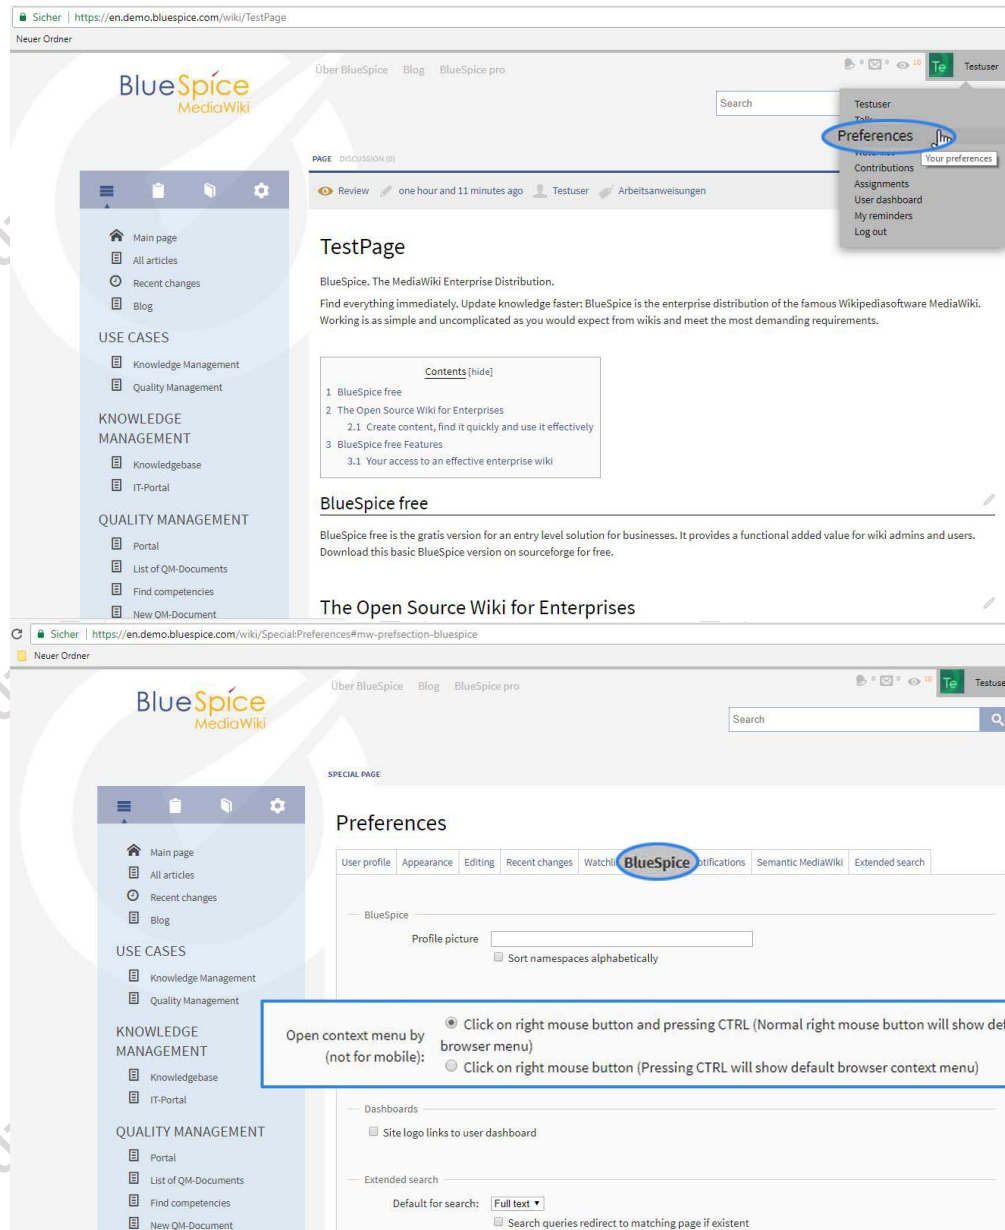 Sicher | https://en.demo.bluespice.com/wiki/TestPage
Neuer Ordner
BlueSpice
MediaWiki
Über BlueSpice Blog BlueSpice pro
0 0 10 Te Testuser
Search
Testuser
Talk
Preferences
Your preferences
Contributions
Assignments
User dashboard
My reminders
Log out
PAGE DISCUSSION (0)
Review one hour and 11 minutes ago Testuser Arbeitsanweisungen
Main page
All articles
Recent changes
Blog
USE CASES
Knowledge Management
Quality Management
KNOWLEDGE
MANAGEMENT
Knowledgebase
IT-Portal
QUALITY MANAGEMENT
Portal
List of QM-Documents
Find competencies
New QM-Document
TestPage
BlueSpice. The MediaWiki Enterprise Distribution.
Find everything immediately. Update knowledge faster: BlueSpice is the enterprise distribution of the famous Wikipediasoftware MediaWiki.
Working is as simple and uncomplicated as you would expect from wikis and meet the most demanding requirements.
Contents [hide]
1 BlueSpice free
2 The Open Source Wiki for Enterprises
2.1 Create content, find it quickly and use it effectively
3 BlueSpice free Features
3.1 Your access to an effective enterprise wiki
BlueSpice free
BlueSpice free is the gratis version for an entry level solution for businesses. It provides a functional added value for wiki admins and users.
Download this basic BlueSpice version on sourceforge for free.
The Open Source Wiki for Enterprises
Sicher | https://en.demo.bluespice.com/wiki/Special:Preferences#mw-prefsection-bluespice
Neuer Ordner
BlueSpice
MediaWiki
Über BlueSpice Blog BlueSpice pro
0 0 10 Te Testuse
Search
SPECIAL PAGE
Main page
All articles
Recent changes
Blog
USE CASES
Knowledge Management
Quality Management
KNOWLEDGE
MANAGEMENT
Knowledgebase
IT-Portal
QUALITY MANAGEMENT
Portal
List of QM-Documents
Find competencies
New QM-Document
Preferences
User profile Appearance Editing Recent changes Watchli BlueSpice otifications Semantic MediaWiki Extended search
BlueSpice
Profile picture
Sort namespaces alphabetically
Open context menu by
(not for mobile):
Click on right mouse button and pressing CTRL (Normal right mouse button will show def
browser menu)
Click on right mouse button (Pressing CTRL will show default browser context menu)
Dashboards
Site logo links to user dashboard
Extended search
Default for search: Full text
Search queries redirect to matching page if existent